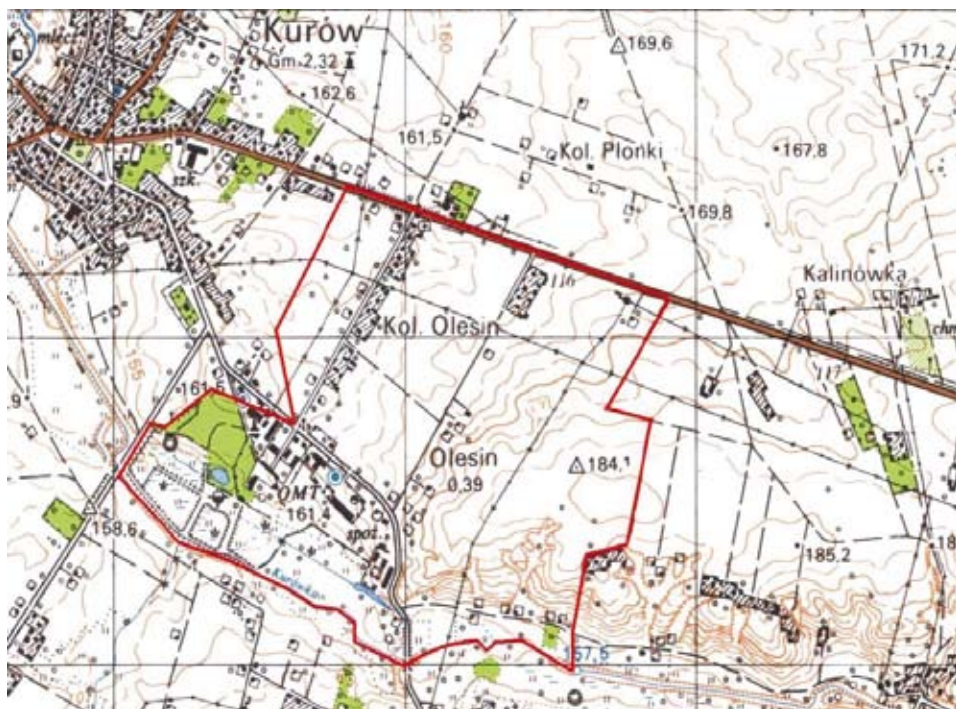 Kurów
Gm. 2,32
169,6
171,2
162,6
161,5
Kol. Płonki
167,8
szk.
169,8
Kalinówka
Kol. Olesin
165
161,5
Olesin
0,39
184,1
OMT
161,4
158,6
spoż.
185,2
Kurówka
157,5
160
117